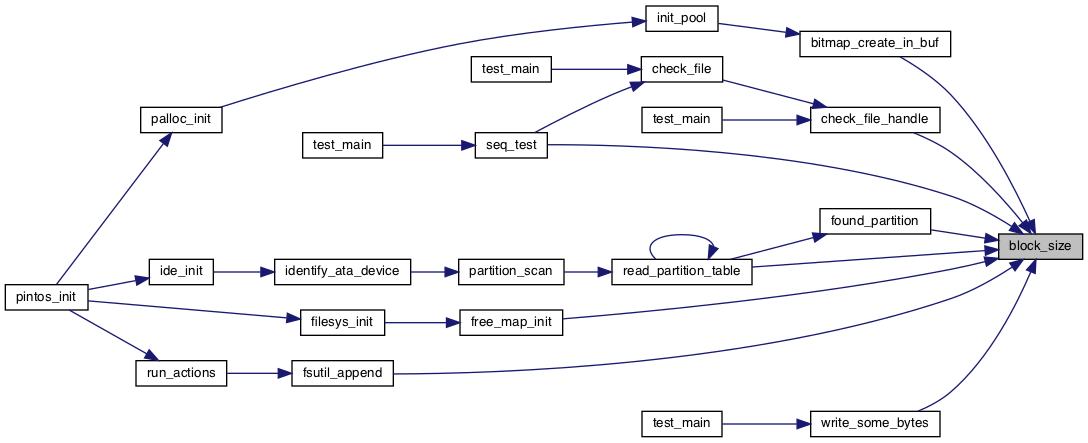 init_pool
bitmap_create_in_buf
test_main
check_file
palloc_init
test_main
check_file_handle
test_main
seq_test
found_partition
block_size
ide_init
identify_ata_device
partition_scan
read_partition_table
pintos_init
filesys_init
free_map_init
run_actions
fsutil_append
test_main
write_some_bytes